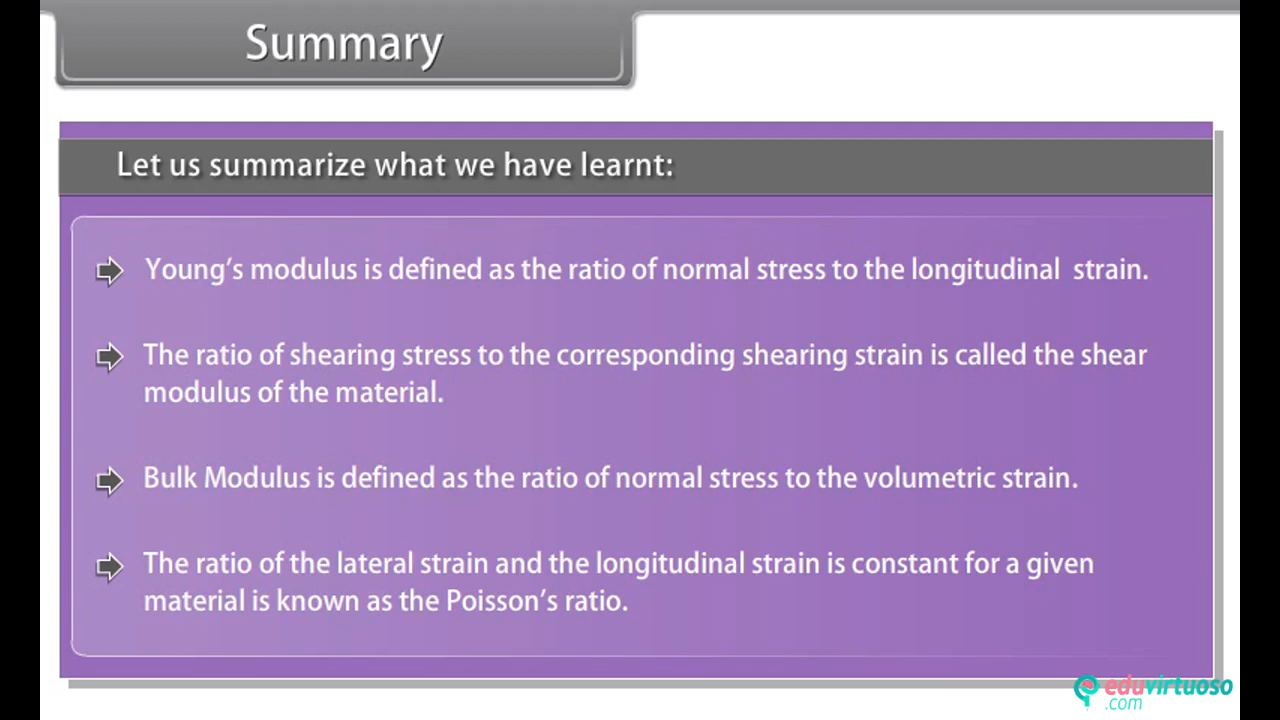 Summary
Let us summarize what we have learnt:
Young's modulus is defined as the ratio of normal stress to the longitudinal strain.
The ratio of shearing stress to the corresponding shearing strain is called the shear
modulus of the material.
Bulk Modulus is defined as the ratio of normal stress to the volumetric strain.
The ratio of the lateral strain and the longitudinal strain is constant for a given
material is known as the Poisson's ratio.
eduvirtuoso
.com